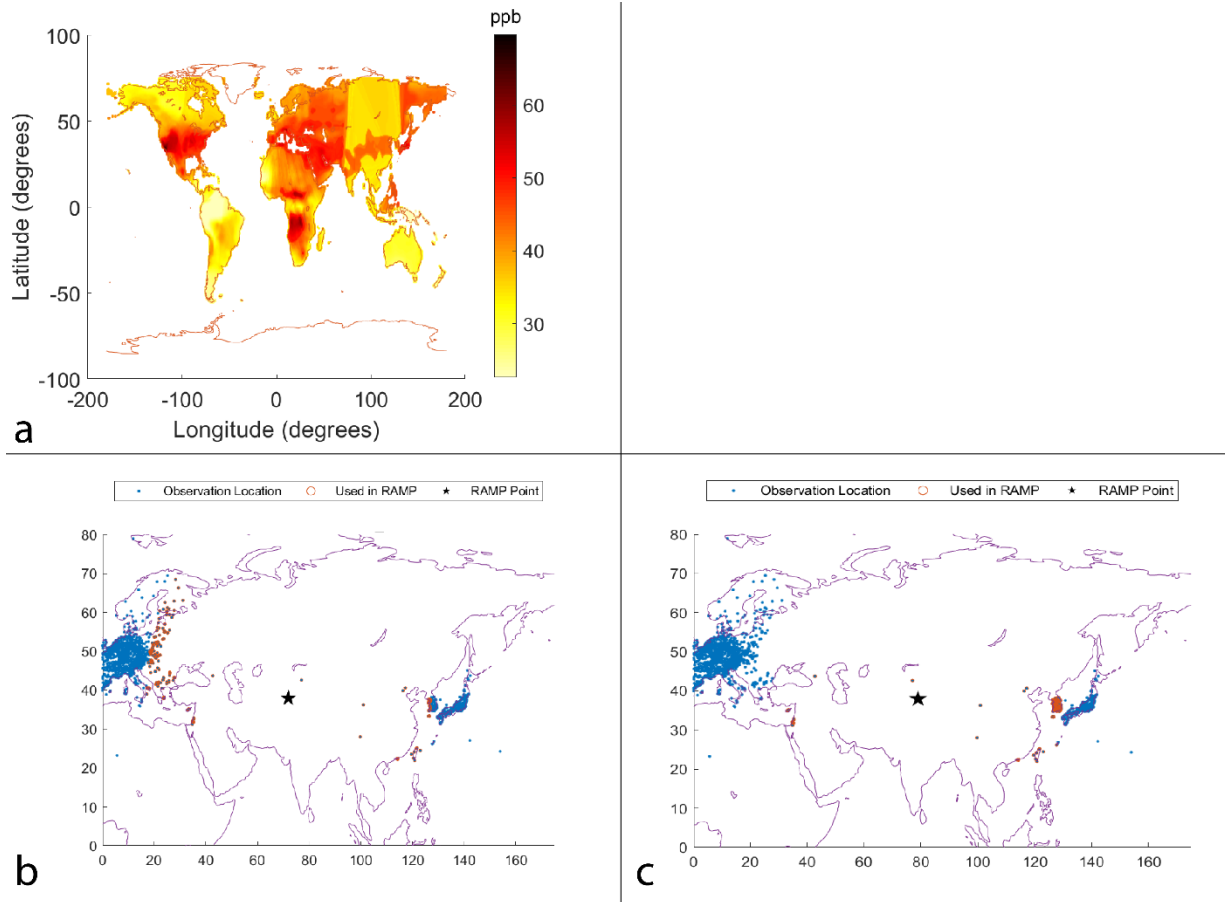 ppb
100
50
0
-50
-100
Latitude (degrees)
60
50
40
30
-200 -100 0 100 200
Longitude (degrees)
a
Observation Location Used in RAMP RAMP Point
80
70
60
50
40
30
20
10
0
0 20 40 60 80 100 120 140 160
b
Observation Location Used in RAMP RAMP Point
80
70
60
50
40
30
20
10
0
0 20 40 60 80 100 120 140 160
c